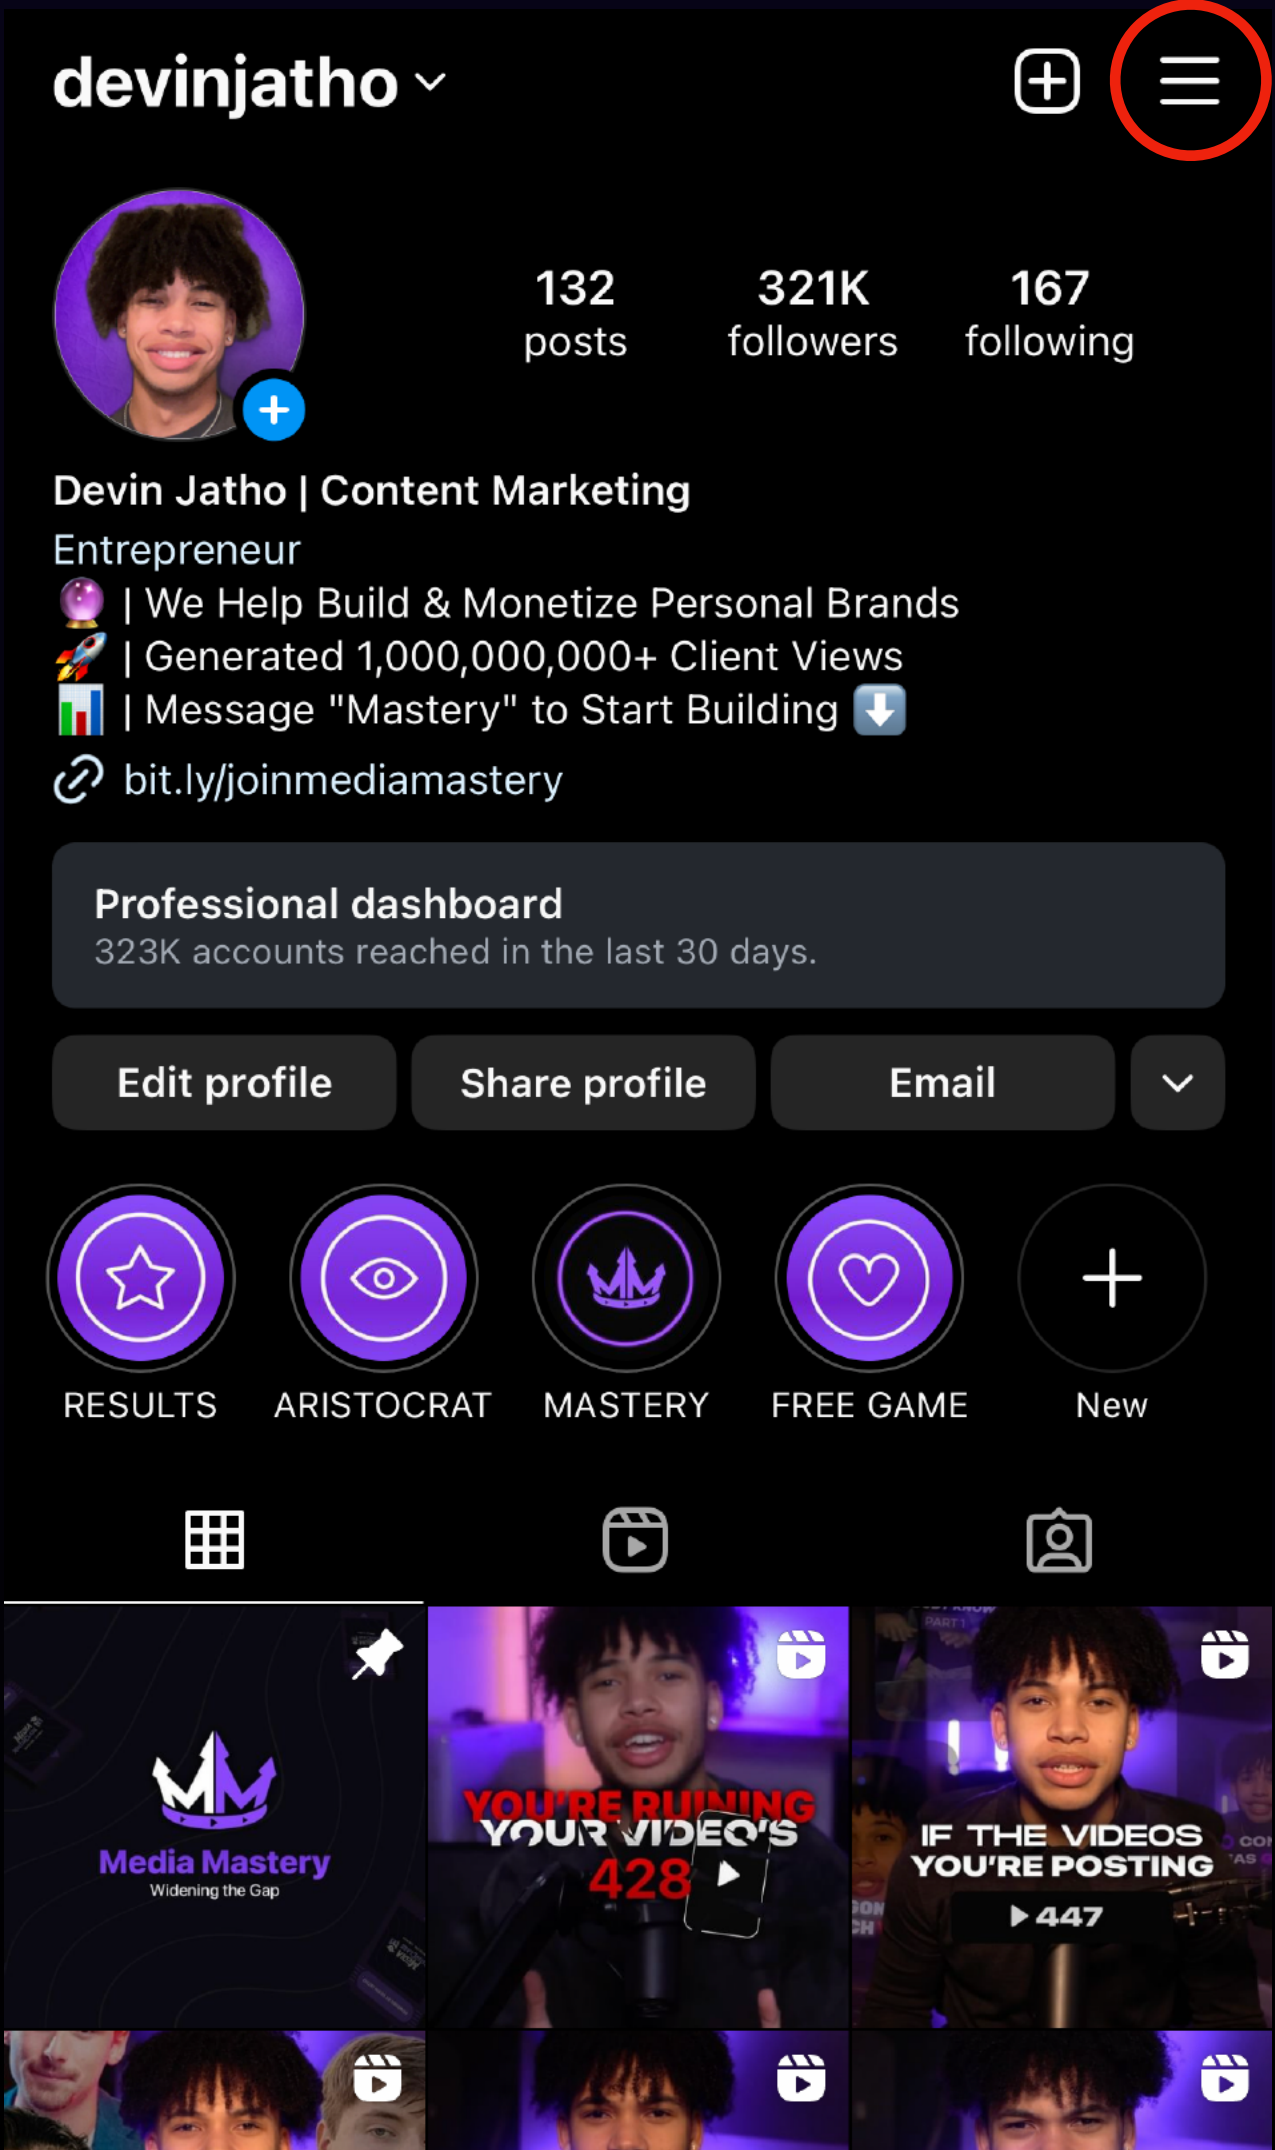 devinjatho
132
321K
167
posts
followers
following
Devin Jatho | Content Marketing
Entrepreneur
🔮 | We Help Build & Monetize Personal Brands
🚀 | Generated 1,000,000,000+ Client Views
📊 | Message "Mastery" to Start Building ⬇️
bit.ly/joinmediamastery
Professional dashboard
323K accounts reached in the last 30 days.
Edit profile
Share profile
Email
RESULTS
ARISTOCRAT
MASTERY
FREE GAME
New
Media Mastery
Widening the Gap
YOU'RE RUINING
YOUR VIDEO'S
428
PART 1
IF THE VIDEOS
YOU'RE POSTING
447